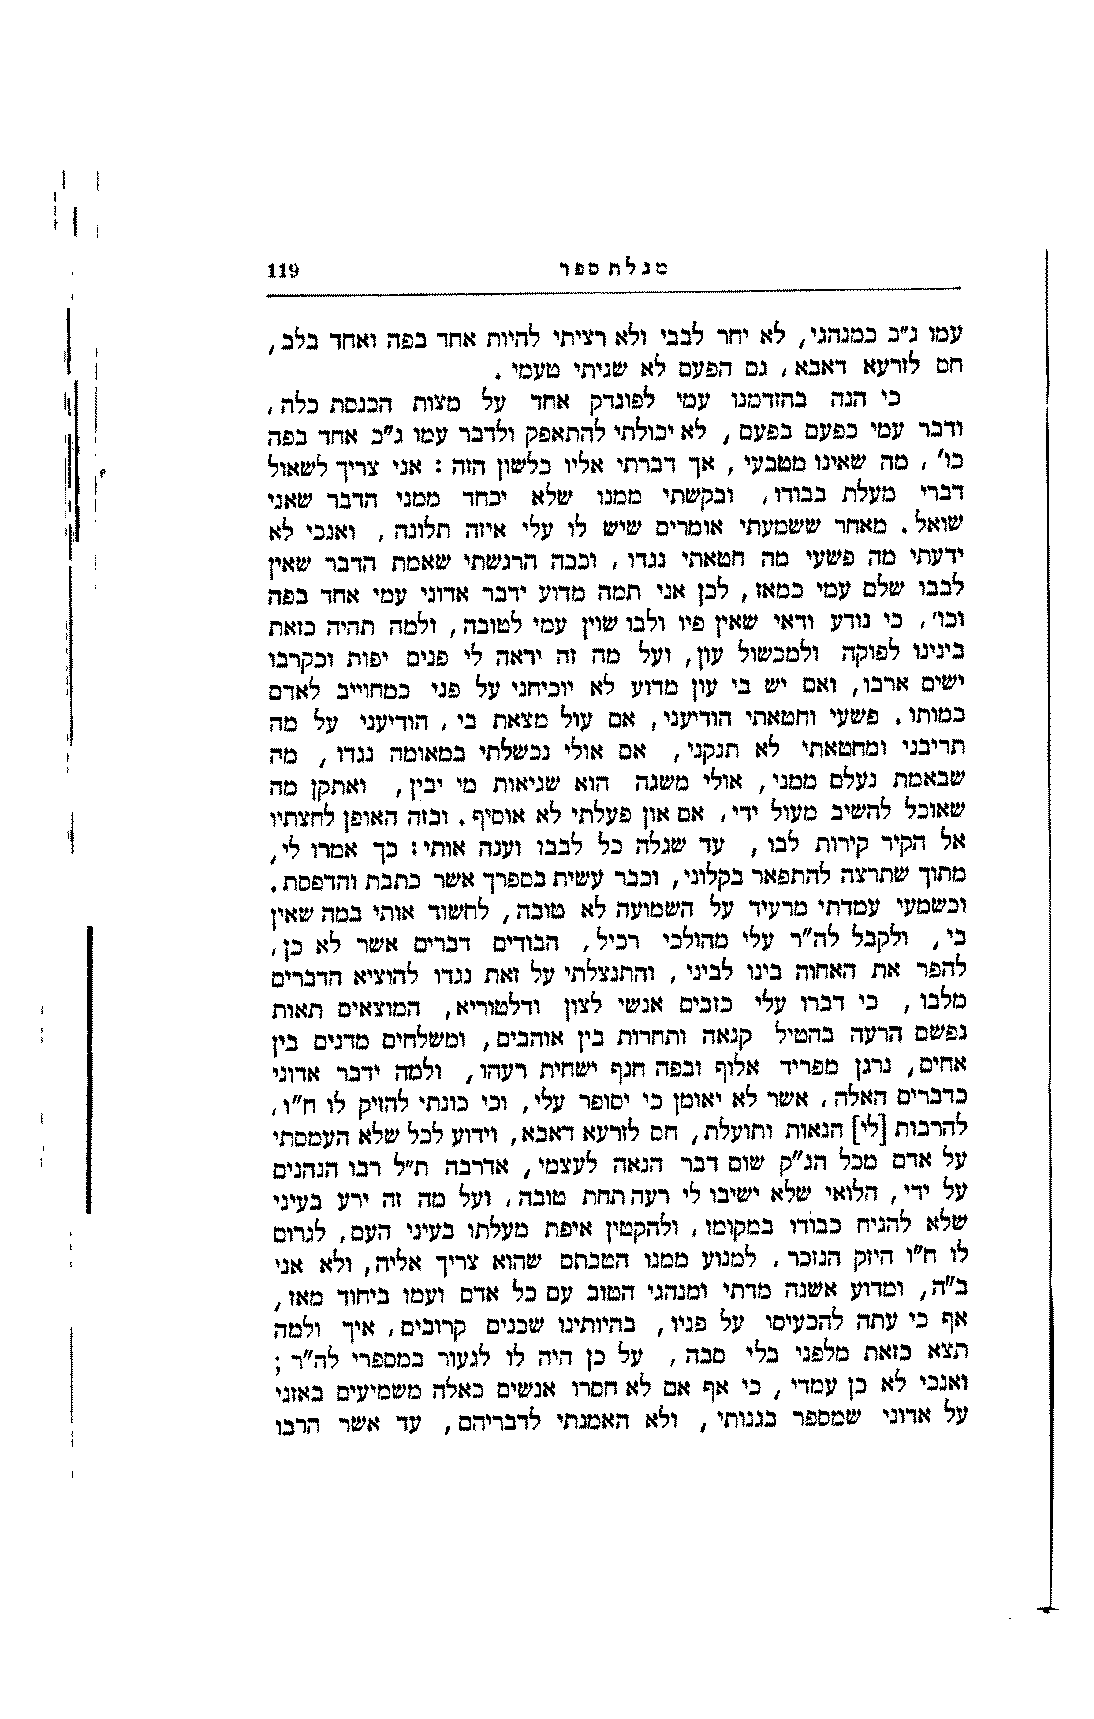 מגלת ספר 119
עמו ג״כ כמנהגי, לא יחר לבבי ולא רציתי להיות אחד בפה ואחד בלב,
חס לזרעא דאבא, גם הפעם לא שניתי טעמי.
כי הנה בהזדמנו עמי לפונדק אחד על מצות הכנסת כלה,
ודבר עמי כפעם בפעם, לא יכולתי להתאפק ולדבר עמו ג״כ אחד בפה
כו׳, מה שאינו מטבעי, אך דברתי אליו כלשון הזה: אני צריך לשאול
דברי מעלת כבודו, ובקשתי ממנו שלא יכחד ממני הדבר שאני
שואל. מאחר ששמעתי אומרים שיש לו עלי איזה תלונה, ואנכי לא
ידעתי מה פשעי מה חטאתי נגדו, וככה הרגשתי שאמת הדבר שאין
לבבו שלם עמי כמאז, לכן אני תמה מדוע ידבר אדוני עמי אחד בפה
וכו׳, כי נודע ודאי שאין פיו ולבו שוין עמי לטובה, ולמה תהיה כזאת
בינינו לפוקה ולמכשול עון, ועל מה זה יראה לי פנים יפות ובקרבו
ישים ארבו, ואם יש בי עון מדוע לא יוכיחני על פני כמחוייב לאדם
כמותו. פשעי וחטאתי הודיעני, אם עול מצאת בי, הודיעני על מה
תריבני ומחטאתי לא תנקני, אם אולי נכשלתי במאומה נגדו, מה
שבאמת נעלם ממני, אולי משגה הוא שגיאות מי יבין, ואתקן מה
שאוכל להשיב מעול ידי, אם און פעלתי לא אוסיף. ובזה האופן לחצתיו
אל הקיר קירות לבו, עד שגלה כל לבבו וענה אותי: כך אמרו לי,
מתוך שתרצה להתפאר בקלוני, וכבר עשית בספרך אשר כתבת והדפסת.
וכשמעי עמדתי מרעיד על השמועה לא טובה, לחשוד אותי במה שאין
בי, ולקבל לה״ר עלי מהולכי רכיל, הבודים דברים אשר לא כן,
להפר את האחוה בינו לביני, והתנצלתי על זאת נגדו להוציא הדברים
מלבו, כי דברו עלי כזבים אנשי לצון ודלטוריא, המוצאים תאות
נפשם הרעה בהטיל קנאה ותחרות בין אוהבים, ומשלחים מדנים בין
אחים, נרגן מפריד אלוף ובפה חנף ישחית רעהו, ולמה ידבר אדוני
כדברים האלה, אשר לא יאומן כי יסופר עלי, וכי כונתי להזיק לו ח״ו,
להרבות [לי] הנאות ותועלת, חס לזרעא דאבא, וידוע לכל שלא העמסתי
על אדם מכל הג״ק שום דבר הנאה לעצמי, אדרבה ת״ל רבו הנהנים
על ידי, הלואי שלא ישיבו לי רעה תחת טובה, ועל מה זה ירע בעיני
שלא להניח כבודו במקומו, ולהקטין איפת מעלתו בעיני העם, לגרום
לו ח״ו היזק הנזכר, למנוע ממנו הטבתם שהוא צריך אליה, ולא אני
ב״ה, ומדוע אשנה מדתי ומנהגי הטוב עם כל אדם ועמו ביחוד מאז,
אף כי עתה להכעיסו על פניו, בהיותינו שכנים קרובים, איך ולמה
תצא כזאת מלפני בלי סבה, על כן היה לו לגעור במספרי לה״ר;
ואנכי לא כן עמדי, כי אף אם לא חסרו אנשים כאלה משמיעים באזני
על אדוני שמספר בגנותי, ולא האמנתי לדבריהם, עד אשר הרבו